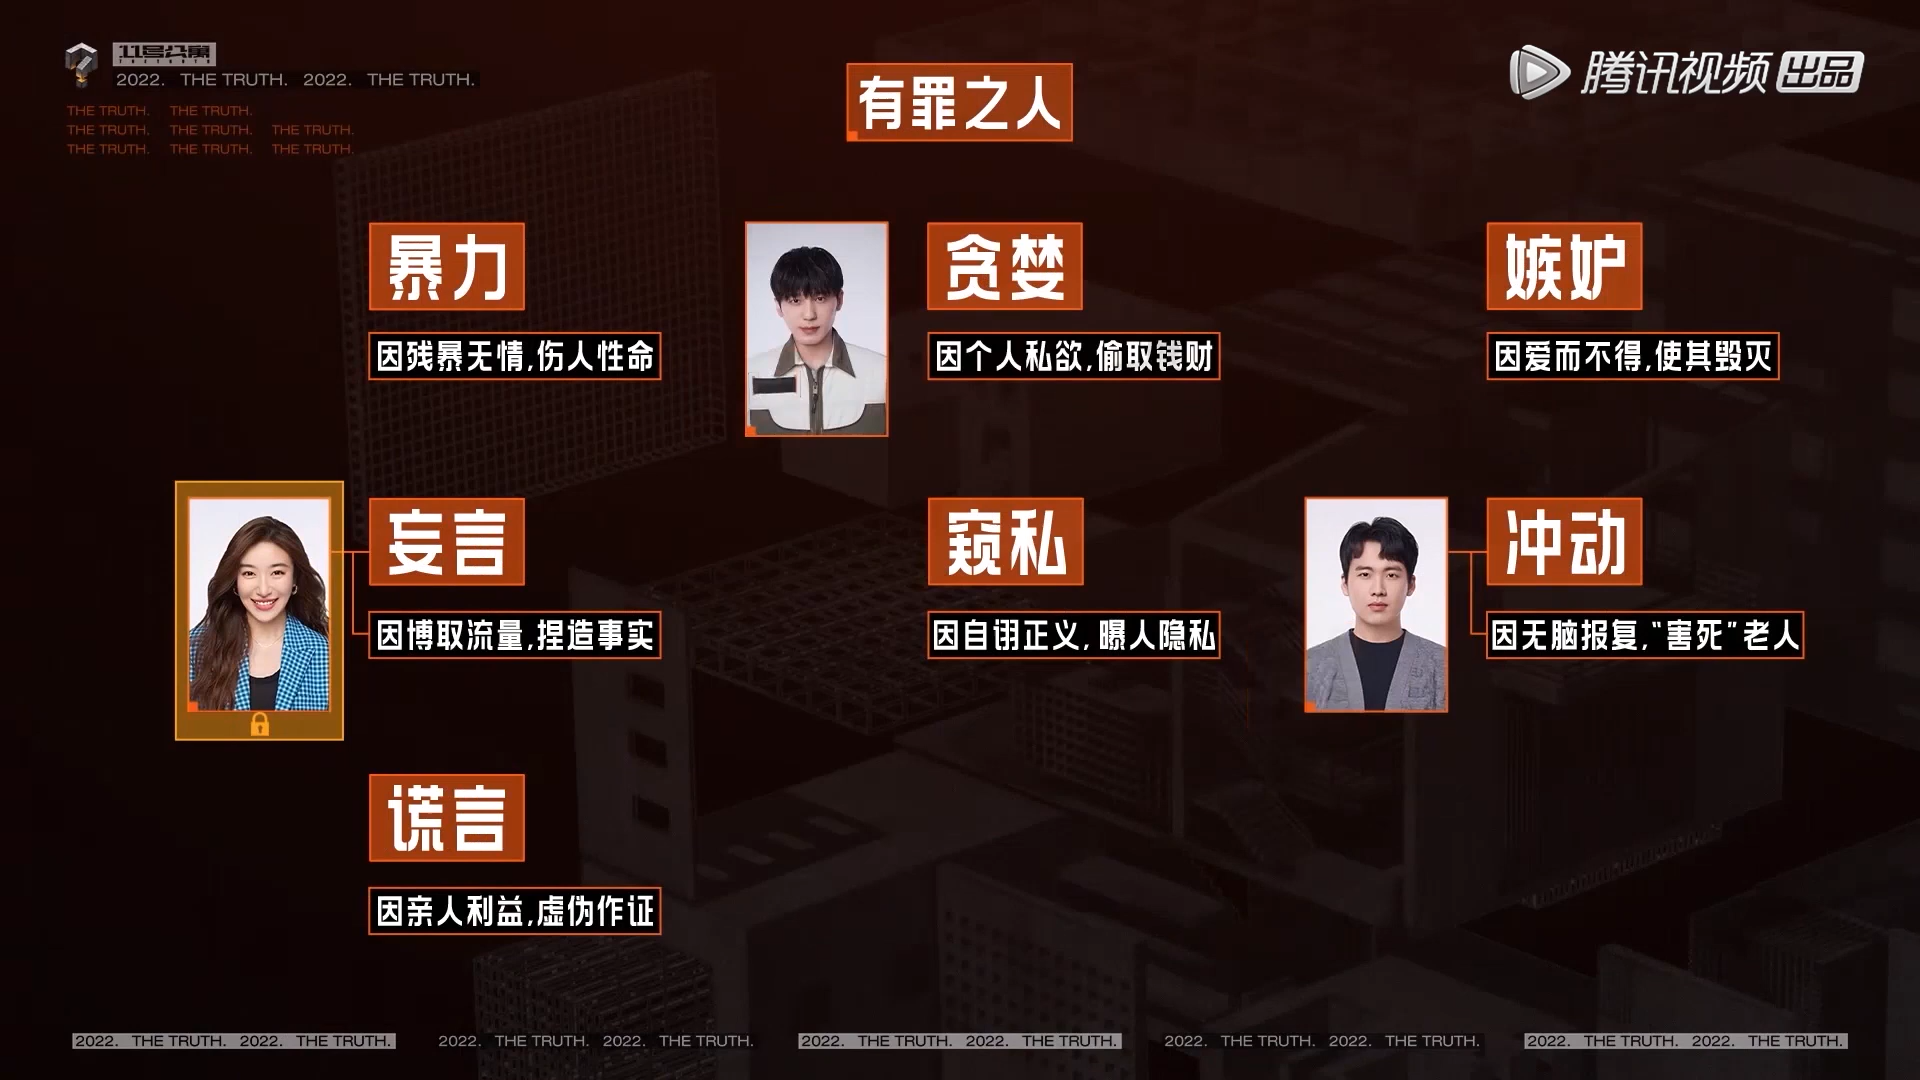 11号公寓
2022. THE TRUTH. 2022. THE TRUTH.
THE TRUTH. THE TRUTH.
THE TRUTH. THE TRUTH. THE TRUTH.
THE TRUTH. THE TRUTH. THE TRUTH.
有罪之人
腾讯视频 出品
暴力
因残暴无情,伤人性命
贪婪
因个人私欲,偷取钱财
嫉妒
因爱而不得,使其毁灭
妄言
因博取流量,捏造事实
窥私
因自诩正义,曝人隐私
冲动
因无脑报复,“害死”老人
谎言
因亲人利益,虚伪作证
2022. THE TRUTH. 2022. THE TRUTH. 2022. THE TRUTH. 2022. THE TRUTH. 2022. THE TRUTH. 2022. THE TRUTH. 2022. THE TRUTH. 2022. THE TRUTH. 2022. THE TRUTH. 2022. THE TRUTH.